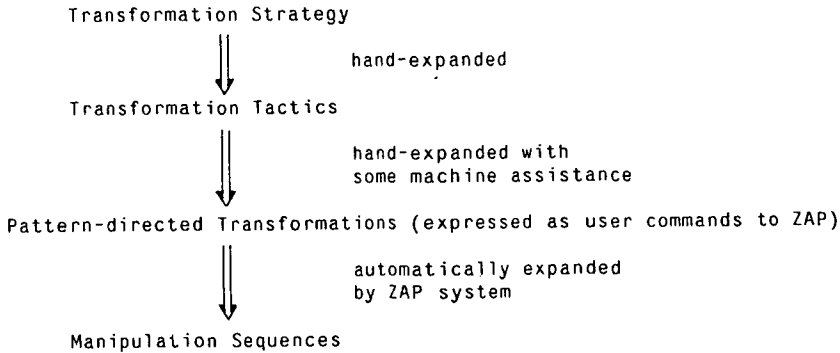 Transformation Strategy
hand-expanded
Transformation Tactics
hand-expanded with
some machine assistance
Pattern-directed Transformations (expressed as user commands to ZAP)
automatically expanded
by ZAP system
Manipulation Sequences